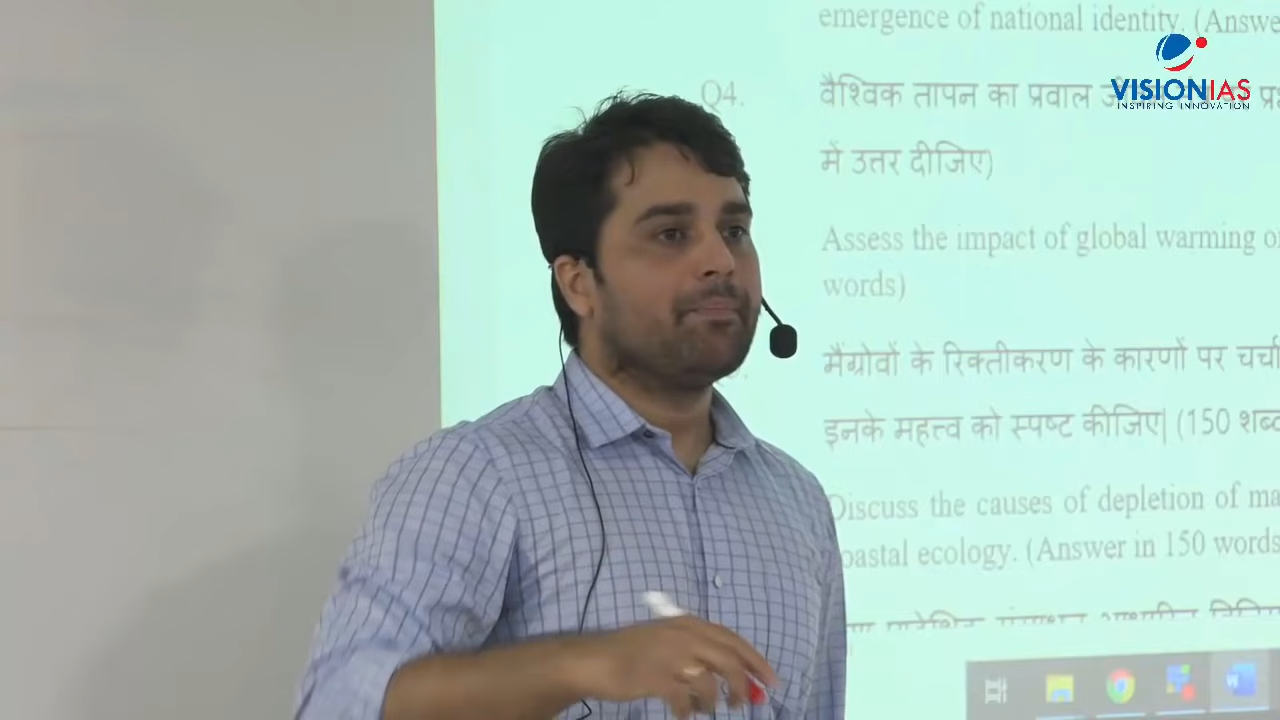 emergence of national identity. (Answe
VISIONIAS
INSPIRING INNOVATION
Q4.
वैश्विक तापन का प्रवाल
में उत्तर दीजिए)
Assess the impact of global warming o
words)
मैंग्रोवों के रिक्तीकरण के कारणों पर चर्चा
इनके महत्त्व को स्पष्ट कीजिए| (150 शब्द
Discuss the causes of depletion of ma
oastal ecology. (Answer in 150 words